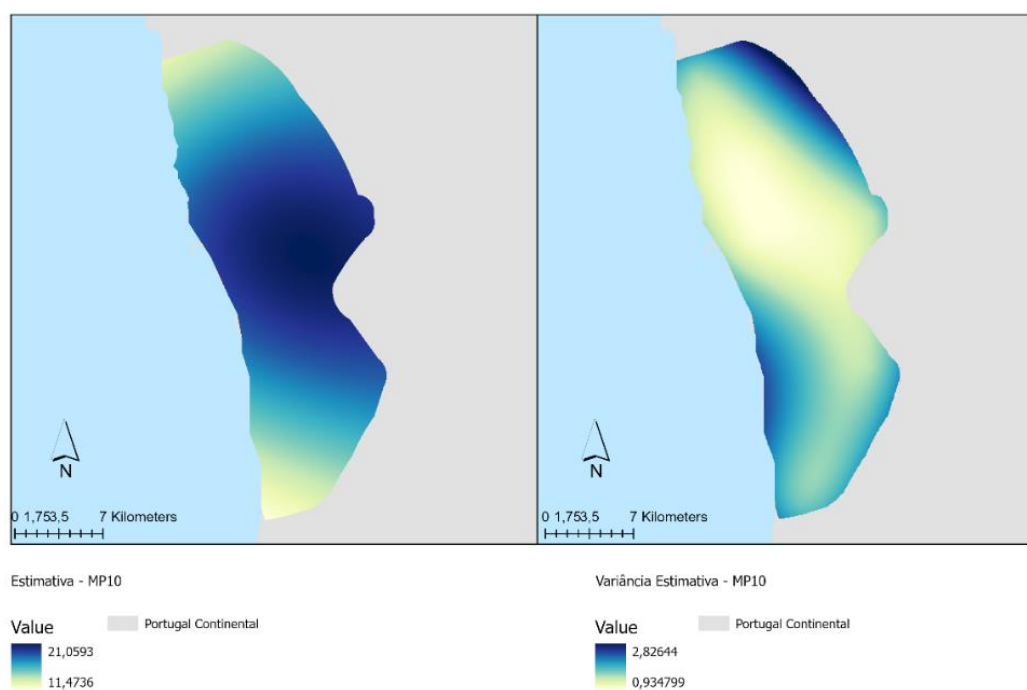 N
0 1,753,5 7 Kilometers
N
0 1,753,5 7 Kilometers
Estimativa - MP10
Value
21,0593
11,4736
Portugal Continental
Variância Estimativa - MP10
Value
2,82644
0,934799
Portugal Continental